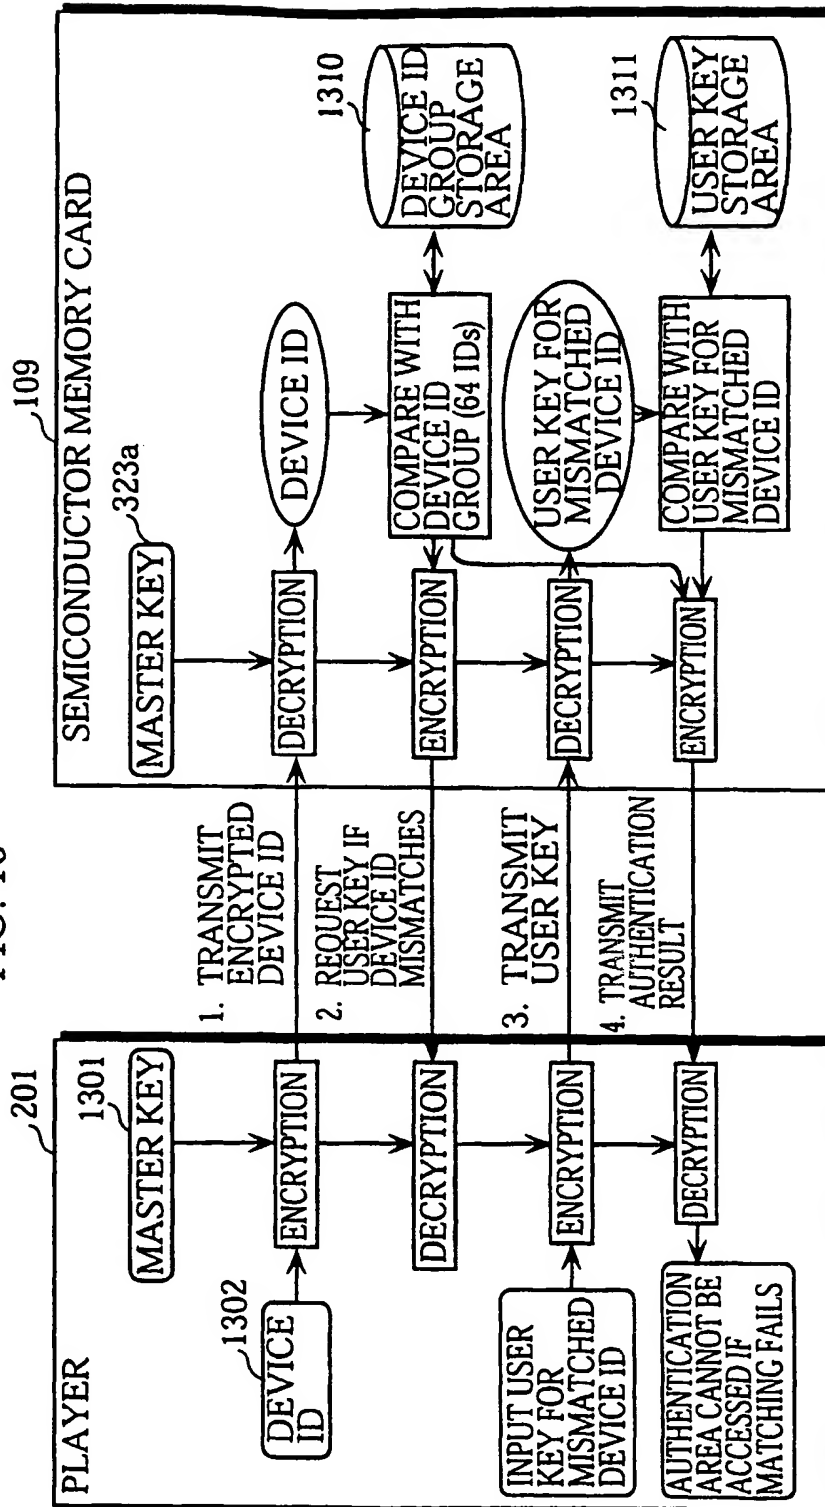 PLAYER
201
1301
MASTER KEY
1302
DEVICE
ID
ENCRYPTION
DECRYPTION
INPUT USER
KEY FOR
MISMATCHED
DEVICE ID
ENCRYPTION
AUTHENTICATION
AREA CANNOT BE
ACCESSED IF
MATCHING FAILS
DECRYPTION
1. TRANSMIT
ENCRYPTED
DEVICE ID
2. REQUEST
USER KEY IF
DEVICE ID
MISMATCHES
3. TRANSMIT
USER KEY
4. TRANSMIT
AUTHENTICATION
RESULT
SEMICONDUCTOR MEMORY CARD
109
MASTER KEY
323a
DECRYPTION
DEVICE ID
ENCRYPTION
COMPARE WITH
DEVICE ID
GROUP (64 IDs)
1310
DEVICE ID
GROUP
STORAGE
AREA
DECRYPTION
USER KEY FOR
MISMATCHED
DEVICE ID
ENCRYPTION
COMPARE WITH
USER KEY FOR
MISMATCHED
DEVICE ID
1311
USER KEY
STORAGE
AREA